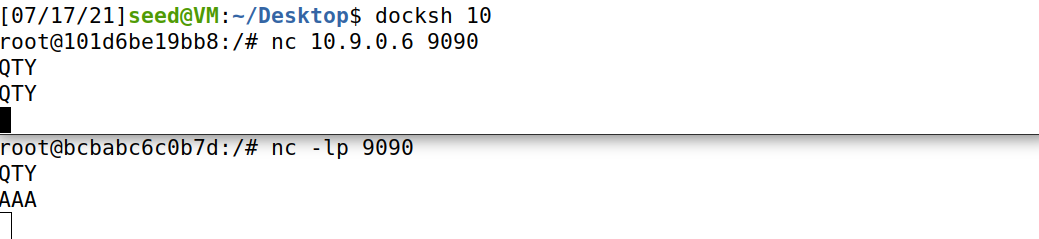 [07/17/21]seed@VM:~/Desktop$ docksh 10
root@101d6be19bb8:/# nc 10.9.0.6 9090
QTY
QTY
root@bcbabc6c0b7d:/# nc -lp 9090
QTY
AAA